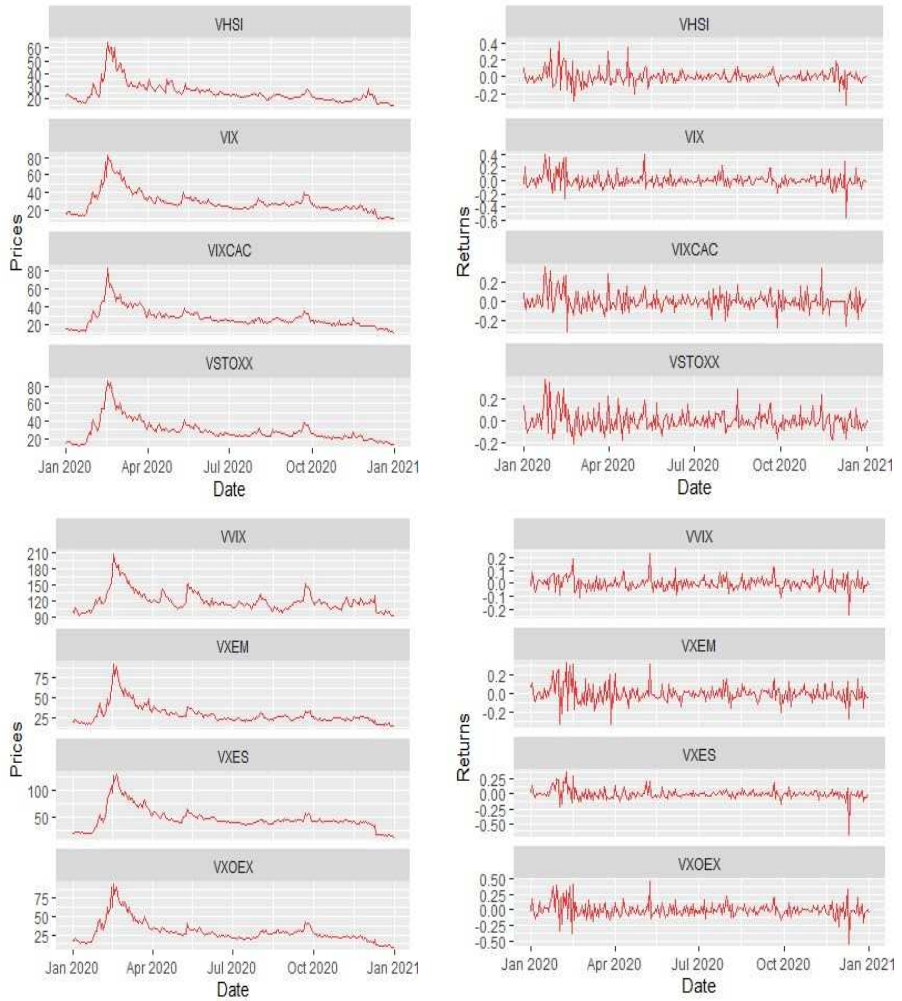 VHSI
60
50
40
30
20
VIX
80
60
40
20
VIXCAC
80
60
40
20
VSTOXX
80
60
40
20
Jan 2020 Apr 2020 Jul 2020 Oct 2020 Jan 2021
Date
Prices
VHSI
0.4
0.2
0.0
-0.2
VIX
0.4
0.2
0.0
-0.2
-0.4
-0.6
VIXCAC
0.2
0.0
-0.2
VSTOXX
0.2
0.0
-0.2
Jan 2020 Apr 2020 Jul 2020 Oct 2020 Jan 2021
Date
Returns
VVIX
210
180
150
120
90
VXEM
75
50
25
VXES
100
50
VXOEX
75
50
25
Jan 2020 Apr 2020 Jul 2020 Oct 2020 Jan 2021
Date
Prices
VVIX
0.2
0.1
0.0
-0.1
-0.2
VXEM
0.2
0.0
-0.2
VXES
0.25
0.00
-0.25
-0.50
VXOEX
0.50
0.25
0.00
-0.25
-0.50
Jan 2020 Apr 2020 Jul 2020 Oct 2020 Jan 2021
Date
Returns